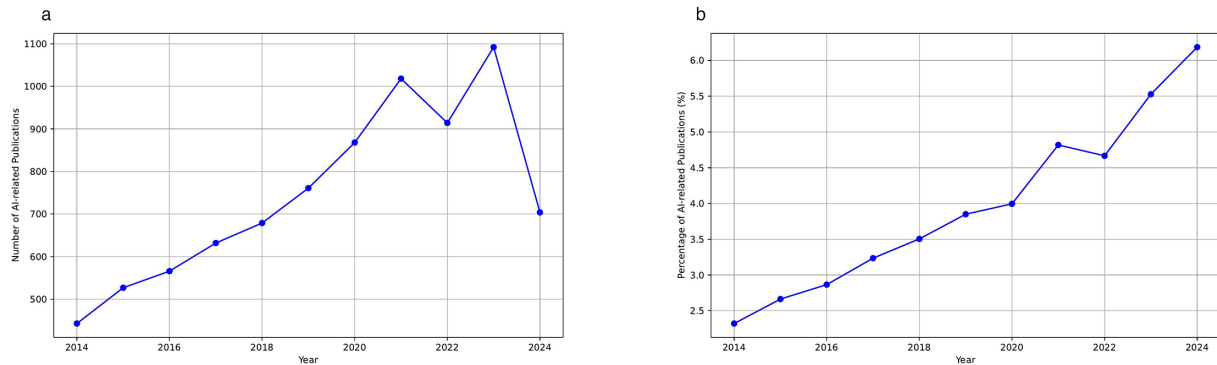 a
Number of AI-related Publications
1100
1000
900
800
700
600
500
2014 2016 2018 2020 2022 2024
Year
b
Percentage of AI-related Publications (%)
6.0
5.5
5.0
4.5
4.0
3.5
3.0
2.5
2014 2016 2018 2020 2022 2024
Year